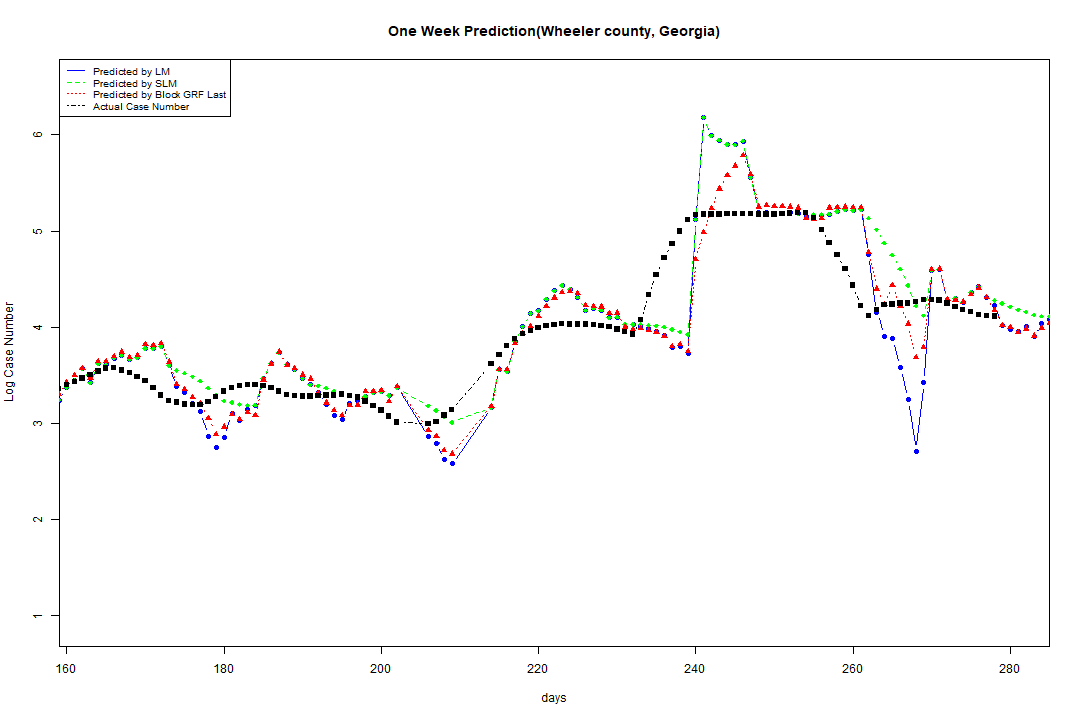 One Week Prediction(Wheeler county, Georgia)
Predicted by LM
Predicted by SLM
Predicted by Block GRF Last
Actual Case Number
6
5
4
3
2
1
Log Case Number
160 180 200 220 240 260 280
days